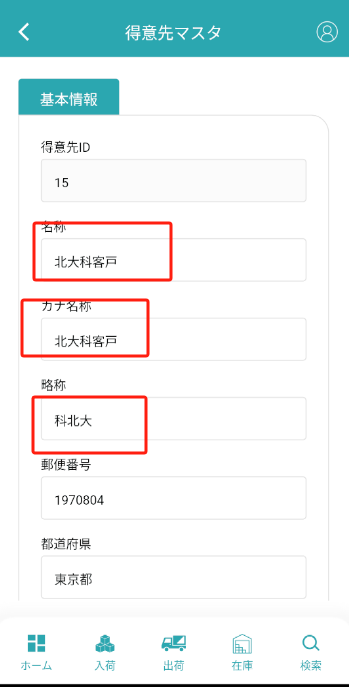 得意先マスタ
基本情報
得意先ID
15
名称
北大科客戸
カナ名称
北大科客戸
略称
科北大
郵便番号
1970804
都道府県
東京都
ホーム
入荷
出荷
在庫
検索